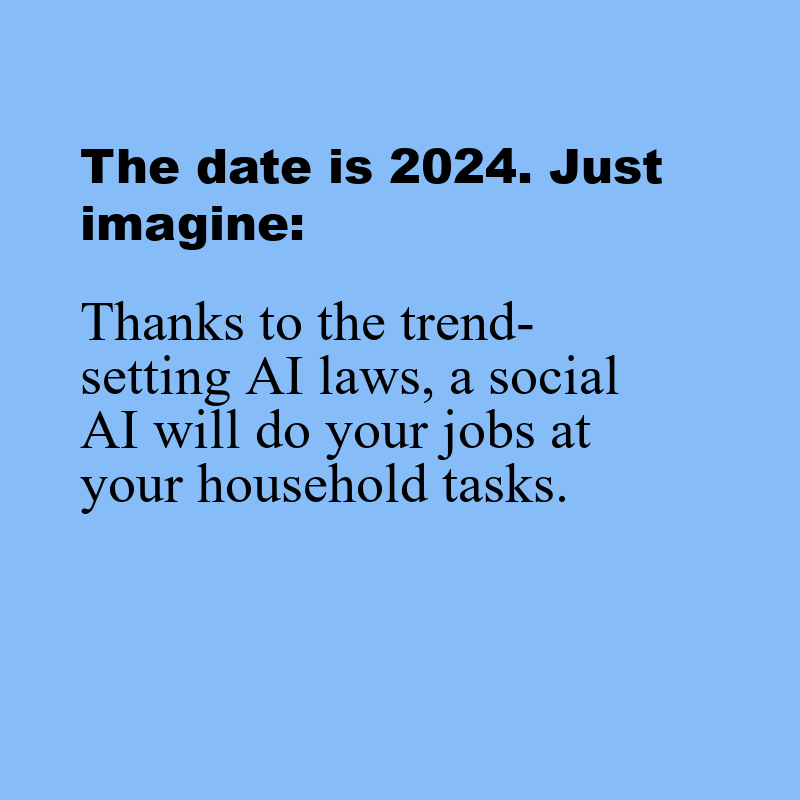 The date is 2024. Just
imagine:
Thanks to the trend-
setting AI laws, a social
AI will do your jobs at
your household tasks.